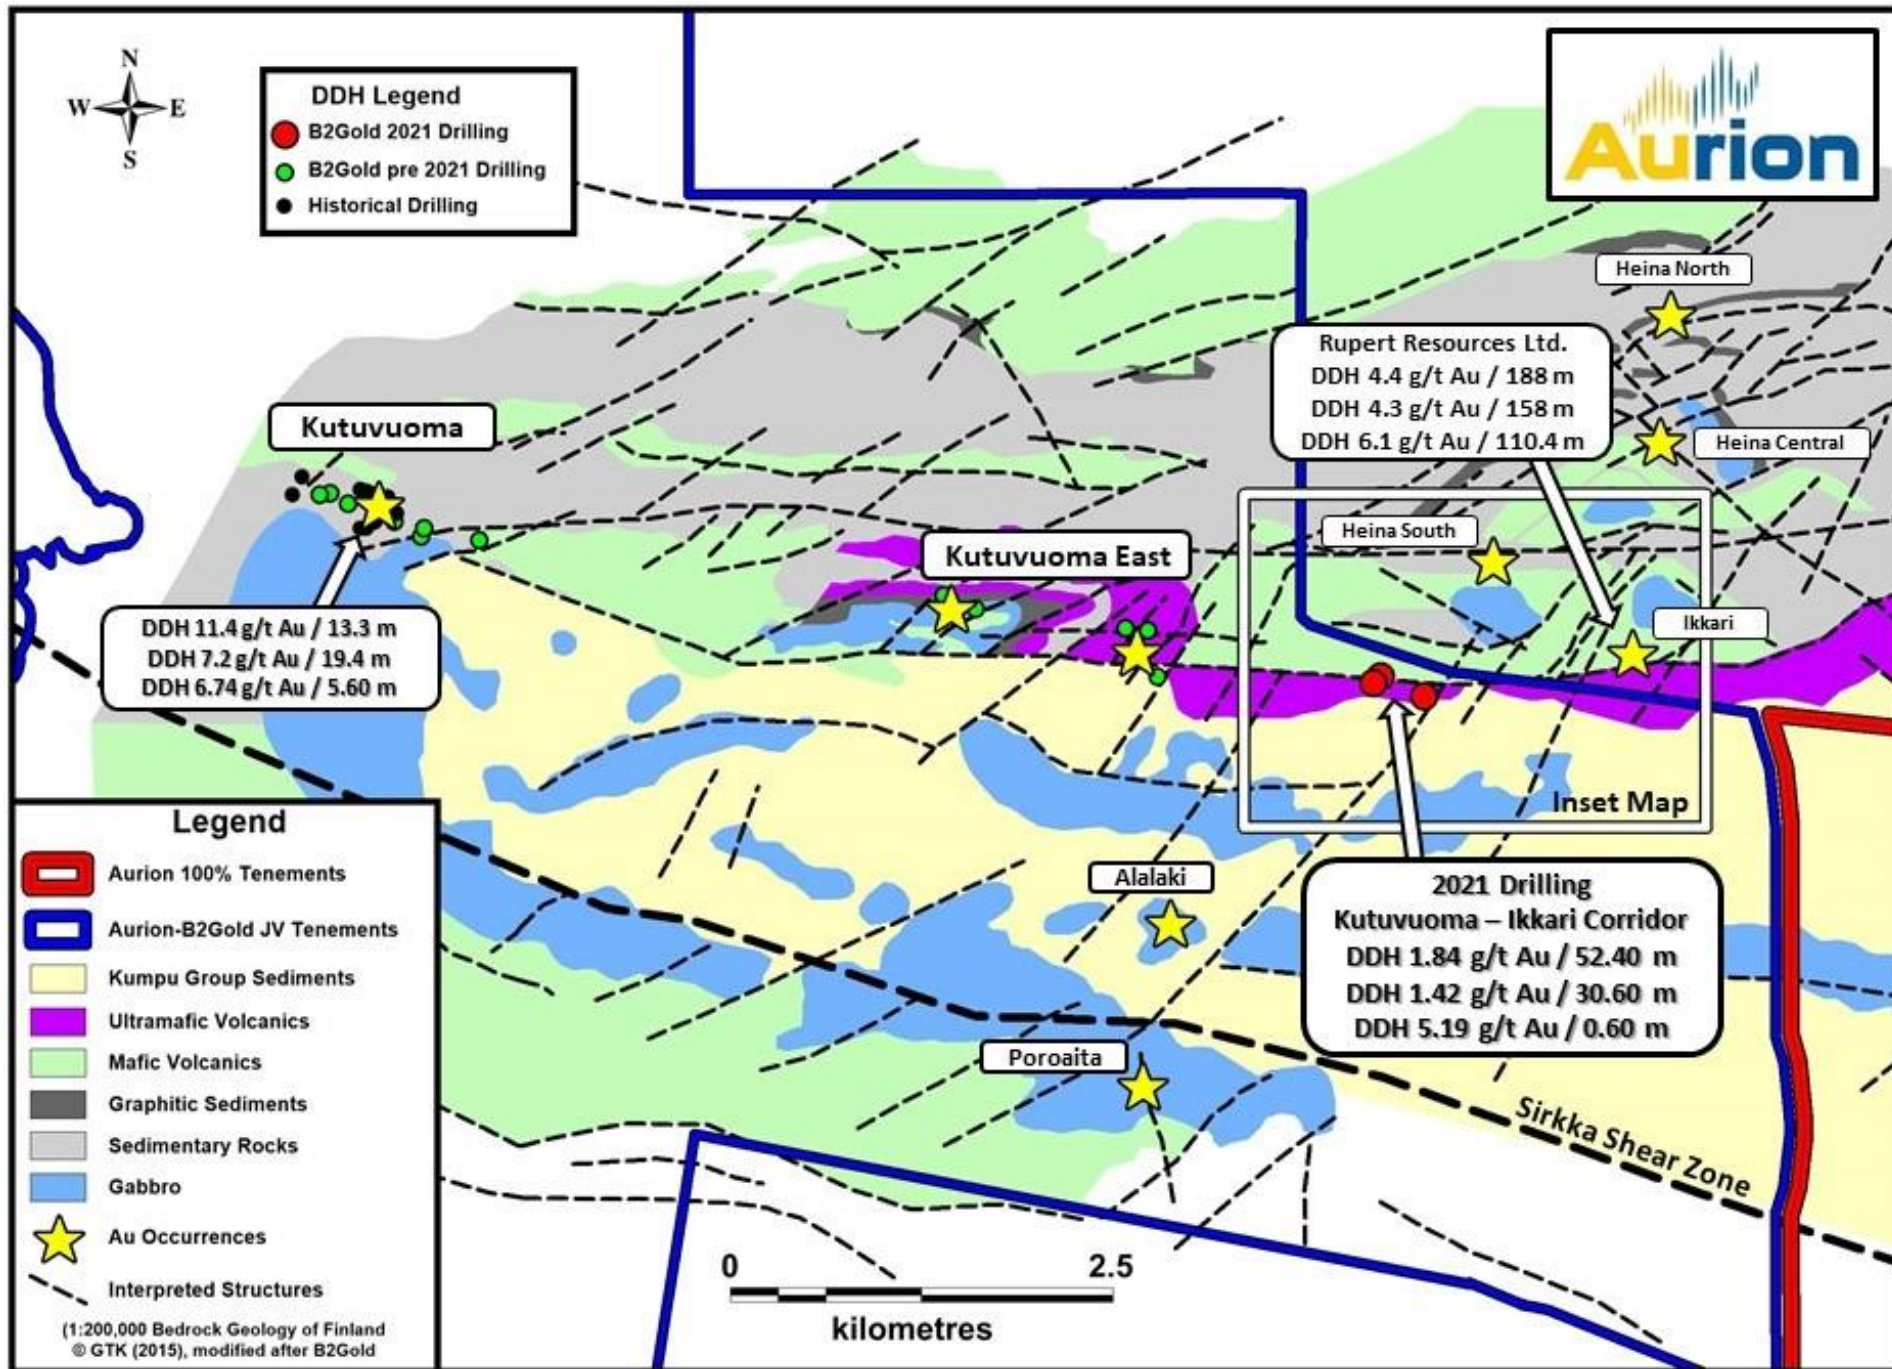 N
W E
S
DDH Legend
B2Gold 2021 Drilling
B2Gold pre 2021 Drilling
Historical Drilling
Aurion
Heina North
Rupert Resources Ltd.
DDH 4.4 g/t Au / 188 m
DDH 4.3 g/t Au / 158 m
DDH 6.1 g/t Au / 110.4 m
Kutuvuoma
Heina Central
Heina South
Kutuvuoma East
Ikkari
DDH 11.4 g/t Au / 13.3 m
DDH 7.2 g/t Au / 19.4 m
DDH 6.74 g/t Au / 5.60 m
Inset Map
Alalaki
2021 Drilling
Kutuvuoma – Ikkari Corridor
DDH 1.84 g/t Au / 52.40 m
DDH 1.42 g/t Au / 30.60 m
DDH 5.19 g/t Au / 0.60 m
Poroaita
Sirkka Shear Zone
Legend
Aurion 100% Tenements
Aurion-B2Gold JV Tenements
Kumpu Group Sediments
Ultramafic Volcanics
Mafic Volcanics
Graphitic Sediments
Sedimentary Rocks
Gabbro
Au Occurrences
Interpreted Structures
(1:200,000 Bedrock Geology of Finland
© GTK (2015), modified after B2Gold
0 2.5
kilometres